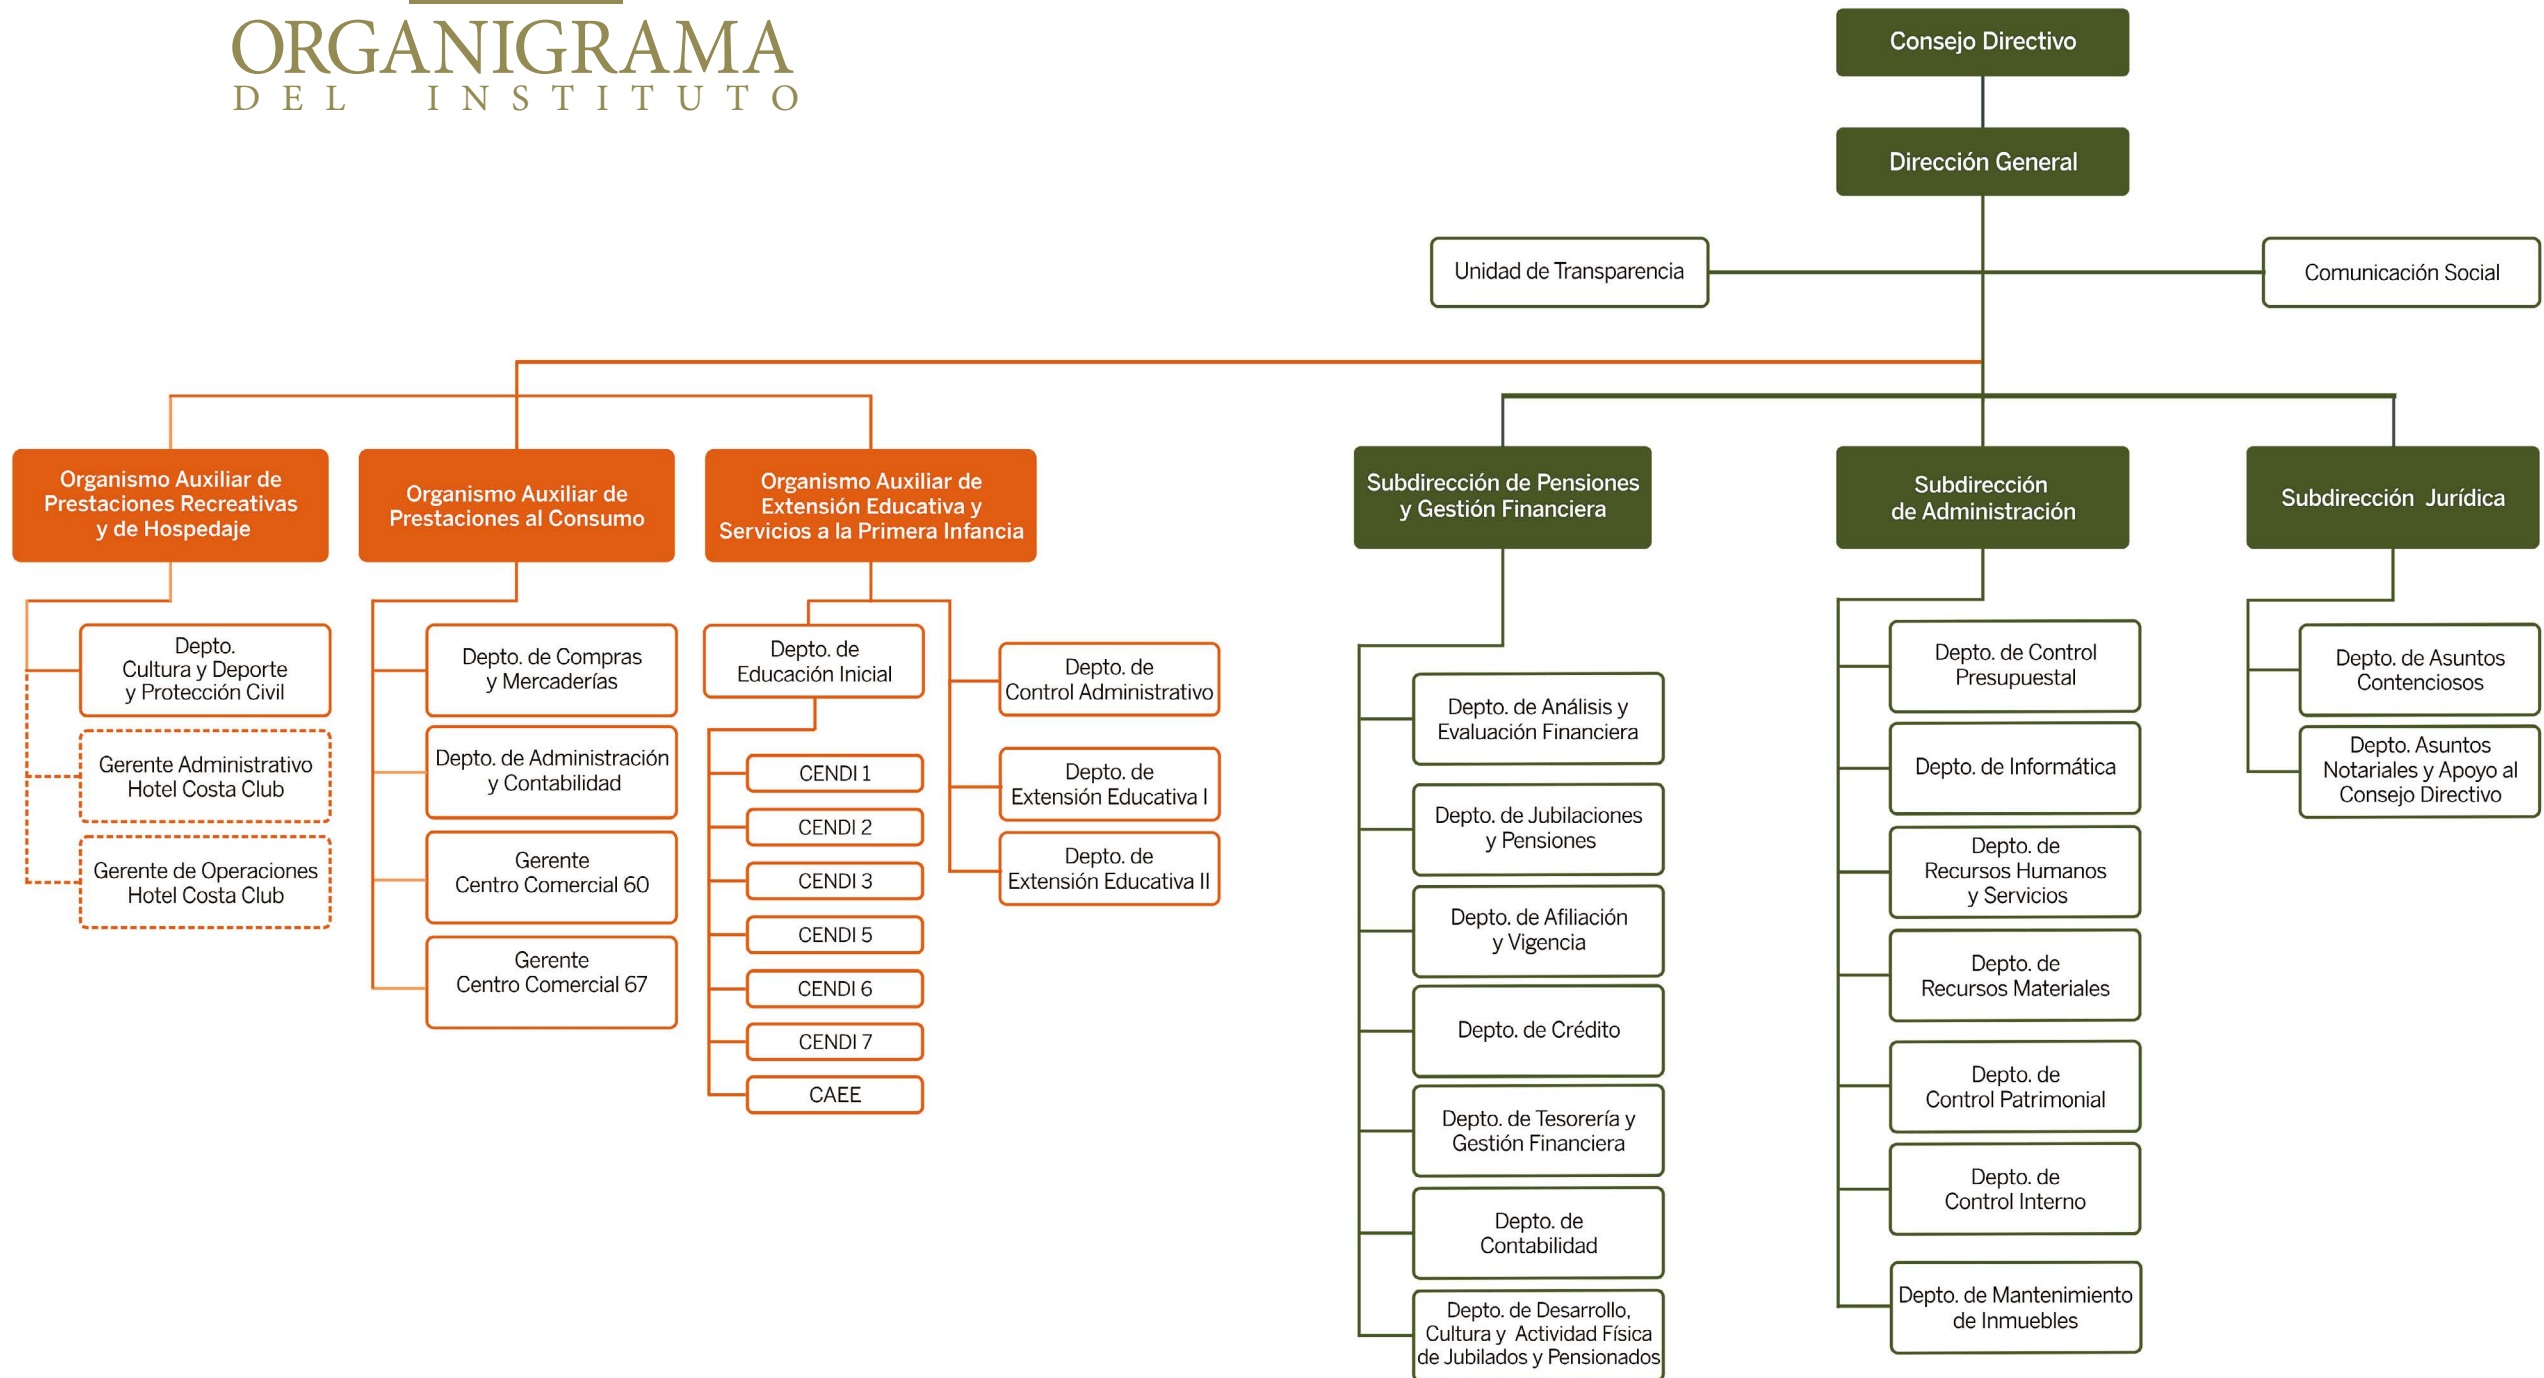 ORGANIGRAMA
DEL INSTITUTO
Consejo Directivo
Dirección General
Unidad de Transparencia
Comunicación Social
Organismo Auxiliar de
Prestaciones Recreativas
y de Hospedaje
Depto.
Cultura y Deporte
y Protección Civil
Gerente Administrativo
Hotel Costa Club
Gerente de Operaciones
Hotel Costa Club
Organismo Auxiliar de
Prestaciones al Consumo
Depto. de Compras
y Mercaderías
Depto. de Administración
y Contabilidad
Gerente
Centro Comercial 60
Gerente
Centro Comercial 67
Organismo Auxiliar de
Extensión Educativa y
Servicios a la Primera Infancia
Depto. de
Educación Inicial
CENDI 1
CENDI 2
CENDI 3
CENDI 5
CENDI 6
CENDI 7
CAEE
Depto. de
Control Administrativo
Depto. de
Extensión Educativa I
Depto. de
Extensión Educativa II
Subdirección de Pensiones
y Gestión Financiera
Depto. de Análisis y
Evaluación Financiera
Depto. de Jubilaciones
y Pensiones
Depto. de Afiliación
y Vigencia
Depto. de Crédito
Depto. de Tesorería y
Gestión Financiera
Depto. de
Contabilidad
Depto. de Desarrollo,
Cultura y Actividad Física
de Jubilados y Pensionados
Subdirección
de Administración
Depto. de Control
Presupuestal
Depto. de Informática
Depto. de
Recursos Humanos
y Servicios
Depto. de
Recursos Materiales
Depto. de
Control Patrimonial
Depto. de
Control Interno
Depto. de Mantenimiento
de Inmuebles
Subdirección Jurídica
Depto. de Asuntos
Contenciosos
Depto. Asuntos
Notariales y Apoyo al
Consejo Directivo